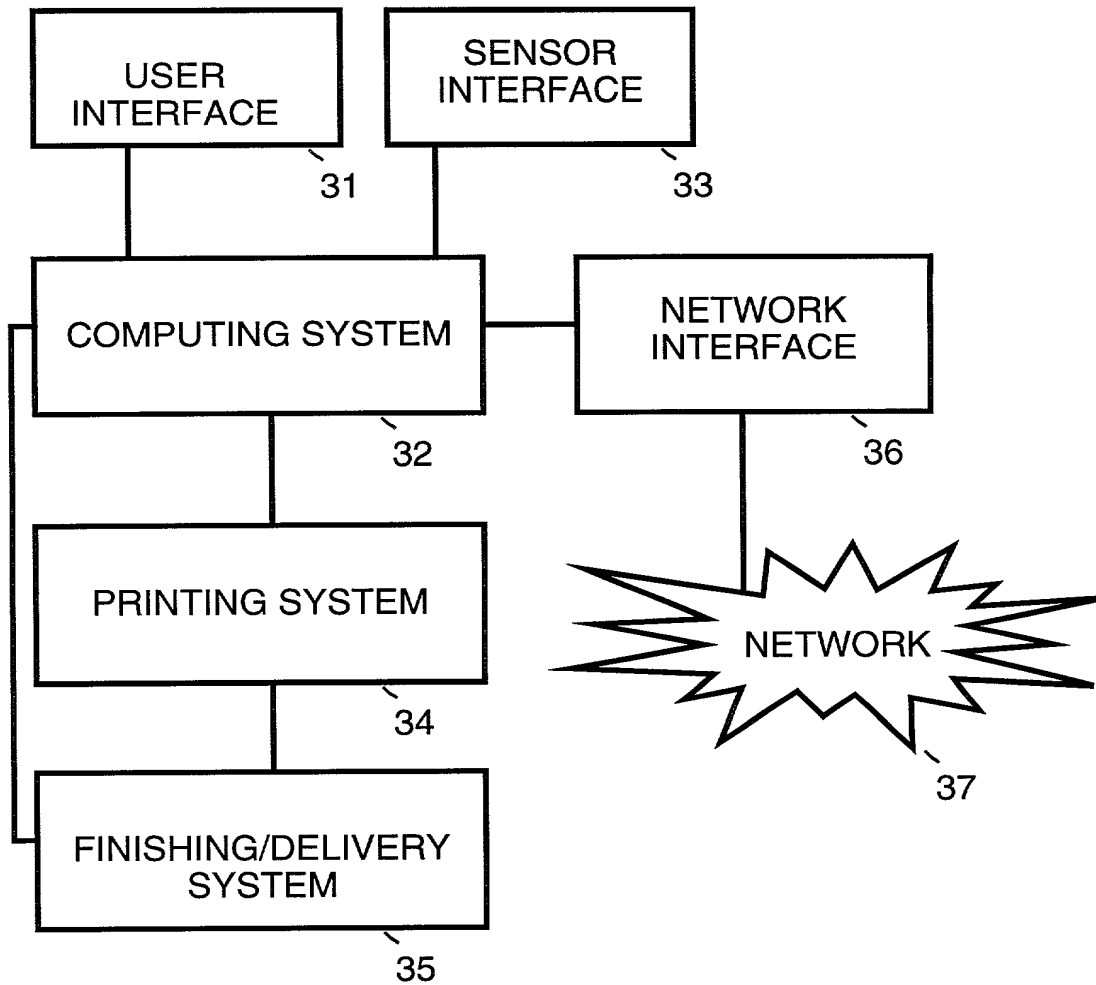 USER
INTERFACE
31
SENSOR
INTERFACE
33
COMPUTING SYSTEM
32
NETWORK
INTERFACE
36
PRINTING SYSTEM
34
NETWORK
37
FINISHING/DELIVERY
SYSTEM
35